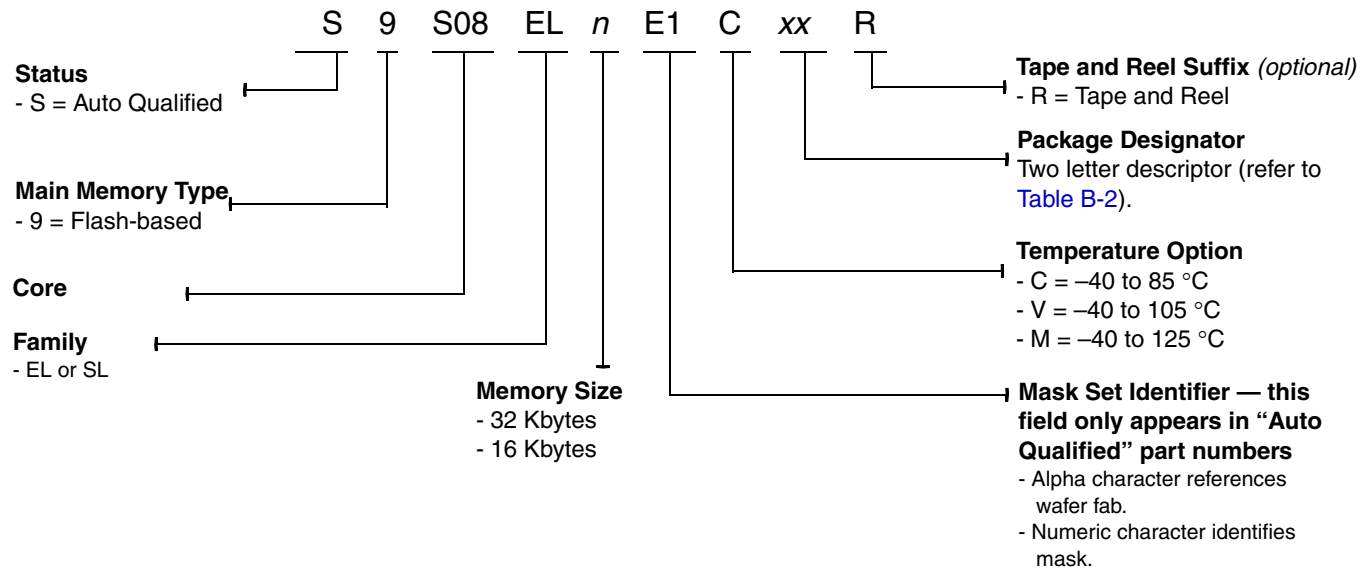 S 9 S08 EL n E1 C xx R
Status
- S = Auto Qualified
Main Memory Type
- 9 = Flash-based
Core
Family
- EL or SL
Memory Size
- 32 Kbytes
- 16 Kbytes
Tape and Reel Suffix (optional)
- R = Tape and Reel
Package Designator
Two letter descriptor (refer to
Table B-2).
Temperature Option
- C = –40 to 85 °C
- V = –40 to 105 °C
- M = –40 to 125 °C
Mask Set Identifier — this
field only appears in “Auto
Qualified” part numbers
- Alpha character references
wafer fab.
- Numeric character identifies
mask.